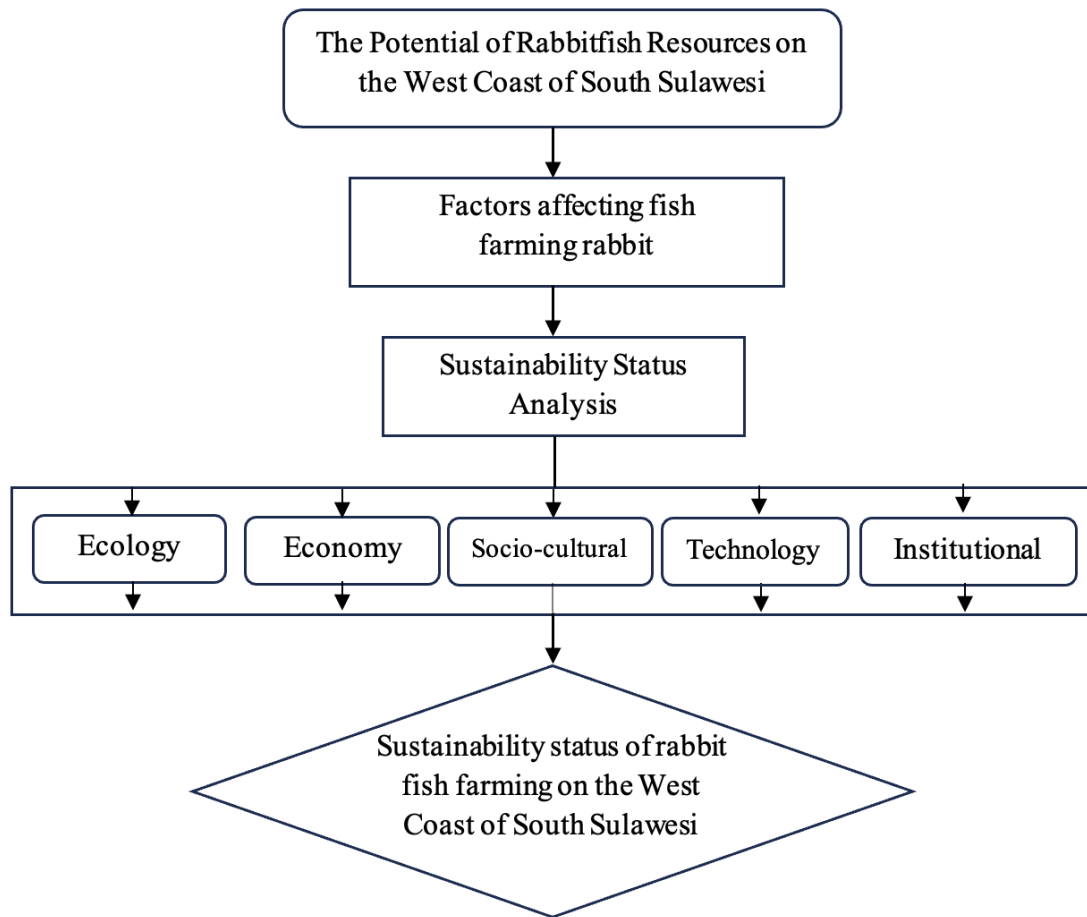 The Potential of Rabbitfish Resources on
the West Coast of South Sulawesi
Factors affecting fish
farming rabbit
Sustainability Status
Analysis
Ecology
Economy
Socio-cultural
Technology
Institutional
Sustainability status of rabbit
fish farming on the West
Coast of South Sulawesi